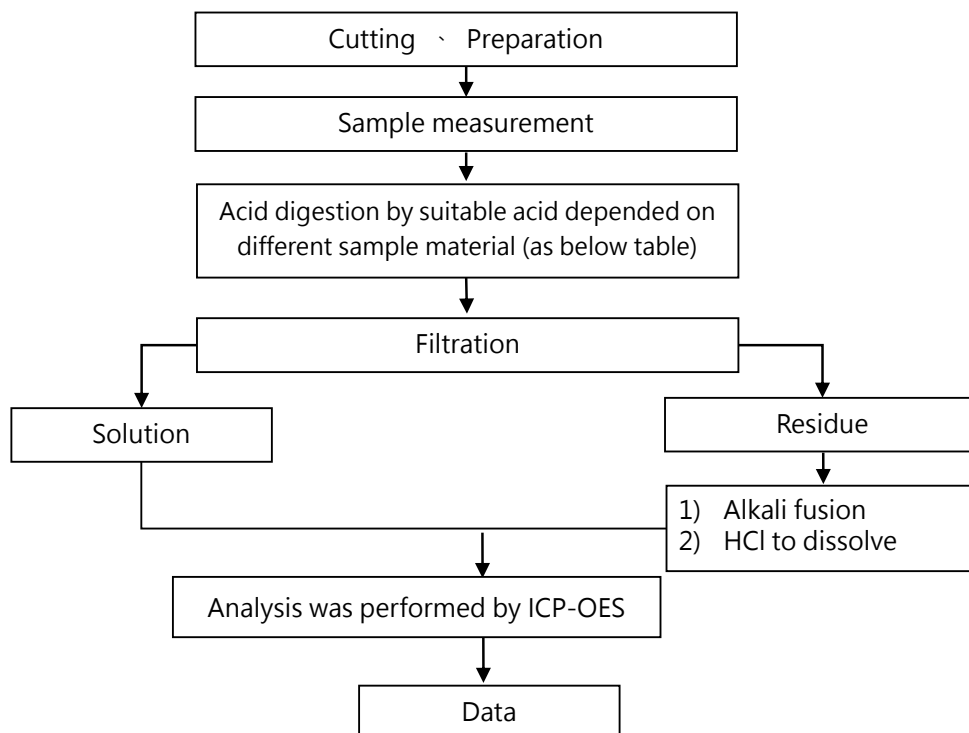 Cutting 、 Preparation
Sample measurement
Acid digestion by suitable acid depended on
different sample material (as below table)
Filtration
Solution
Residue
1) Alkali fusion
2) HCl to dissolve
Analysis was performed by ICP-OES
Data